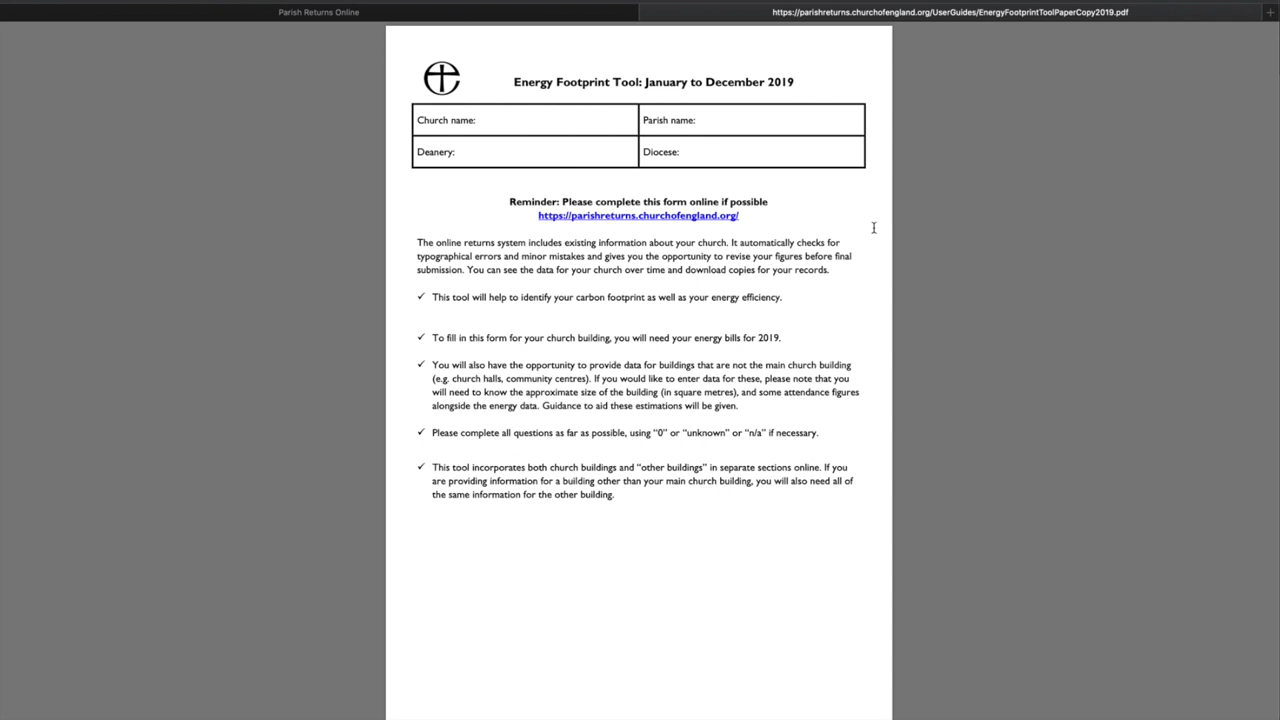 Parish Returns Online
https://parishreturns.churchofengland.org/UserGuides/EnergyFootprintToolPaperCopy2019.pdf
Energy Footprint Tool: January to December 2019
Church name:
Parish name:
Deanery:
Diocese:
Reminder: Please complete this form online if possible
https://parishreturns.churchofengland.org/
The online returns system includes existing information about your church. It automatically checks for
typographical errors and minor mistakes and gives you the opportunity to revise your figures before final
submission. You can see the data for your church over time and download copies for your records.
✓ This tool will help to identify your carbon footprint as well as your energy efficiency.
✓ To fill in this form for your church building, you will need your energy bills for 2019.
✓ You will also have the opportunity to provide data for buildings that are not the main church building
(e.g. church halls, community centres). If you would like to enter data for these, please note that you
will need to know the approximate size of the building (in square metres), and some attendance figures
alongside the energy data. Guidance to aid these estimations will be given.
✓ Please complete all questions as far as possible, using “0” or “unknown” or “n/a” if necessary.
✓ This tool incorporates both church buildings and “other buildings” in separate sections online. If you
are providing information for a building other than your main church building, you will also need all of
the same information for the other building.